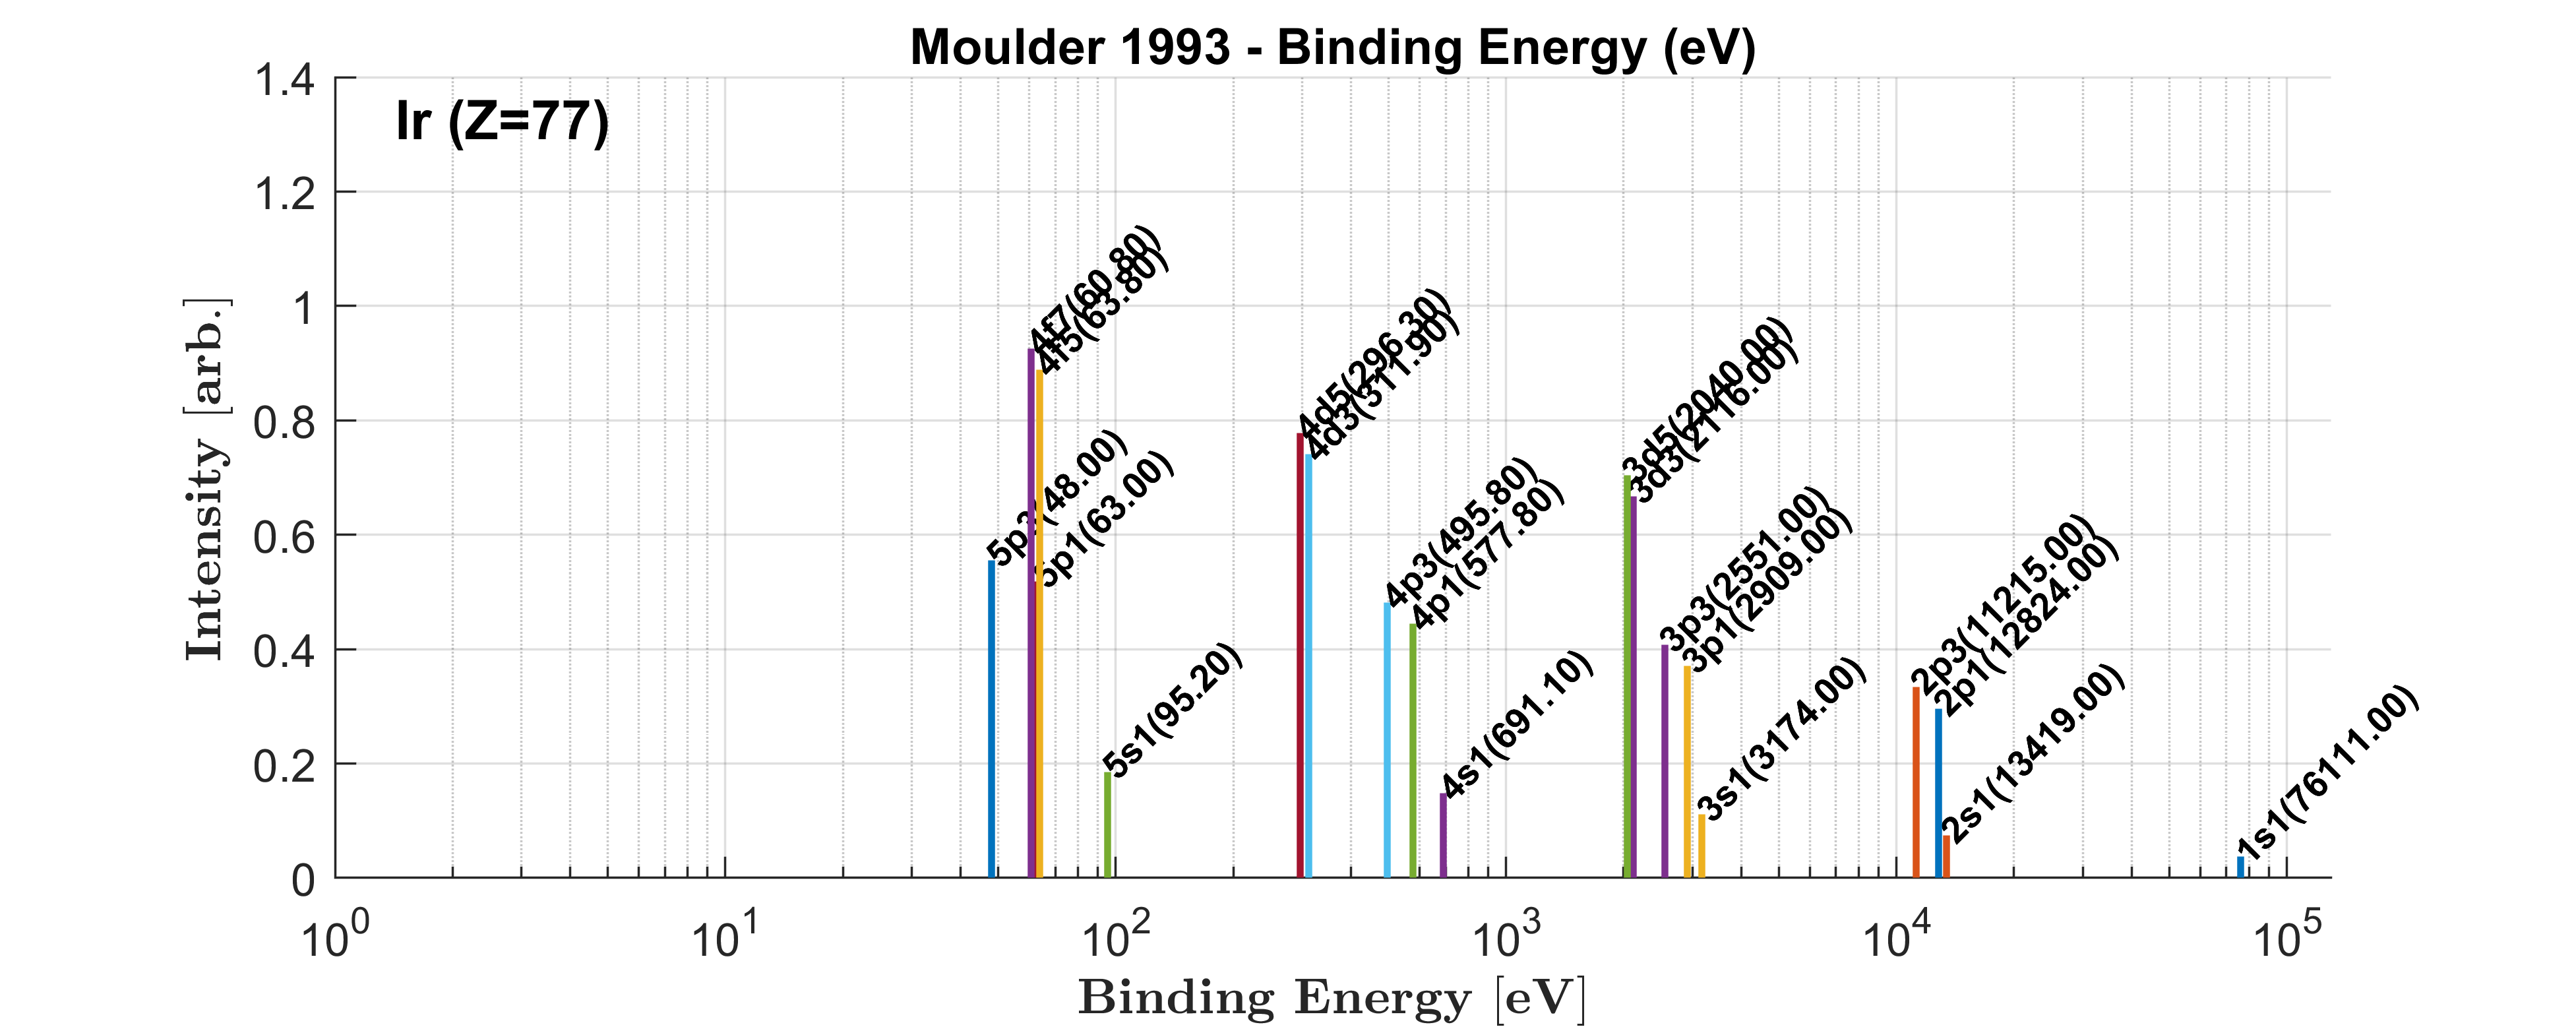 Moulder 1993 - Binding Energy (eV)
Ir (Z=77)
Intensity [arb.]
1.4
1.2
1
0.8
0.6
0.4
0.2
0
5p3(48.00)
4f7(60.80)
4f5(63.80)
5p1(63.00)
5s1(95.20)
4d5(296.30)
4d3(311.90)
4p3(495.80)
4p1(577.80)
4s1(691.10)
3d5(2040.00)
3d3(2116.00)
3p3(2551.00)
3p1(2909.00)
3s1(3174.00)
2p3(11215.00)
2p1(12824.00)
2s1(13419.00)
1s1(76111.00)
10^0 10^1 10^2 10^3 10^4 10^5
Binding Energy [eV]